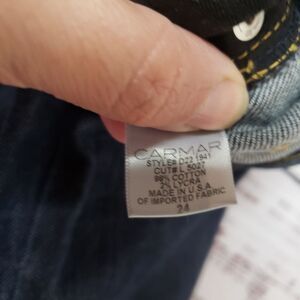 CARMAR
STYLE# D22 1941
CUT# L 5027
98% COTTON
2% LYCRA
MADE IN U.S.A
OF IMPORTED FABRIC
24